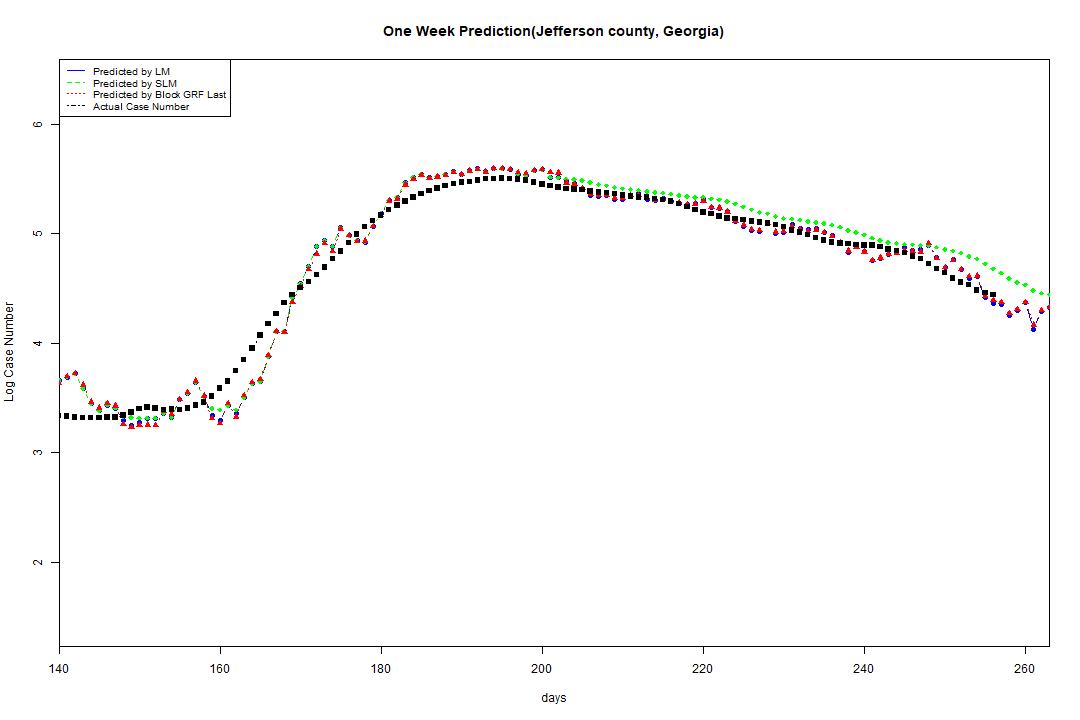 One Week Prediction(Jefferson county, Georgia)
Predicted by LM
Predicted by SLM
Predicted by Block GRF Last
Actual Case Number
6
5
4
3
2
Log Case Number
140 160 180 200 220 240 260
days